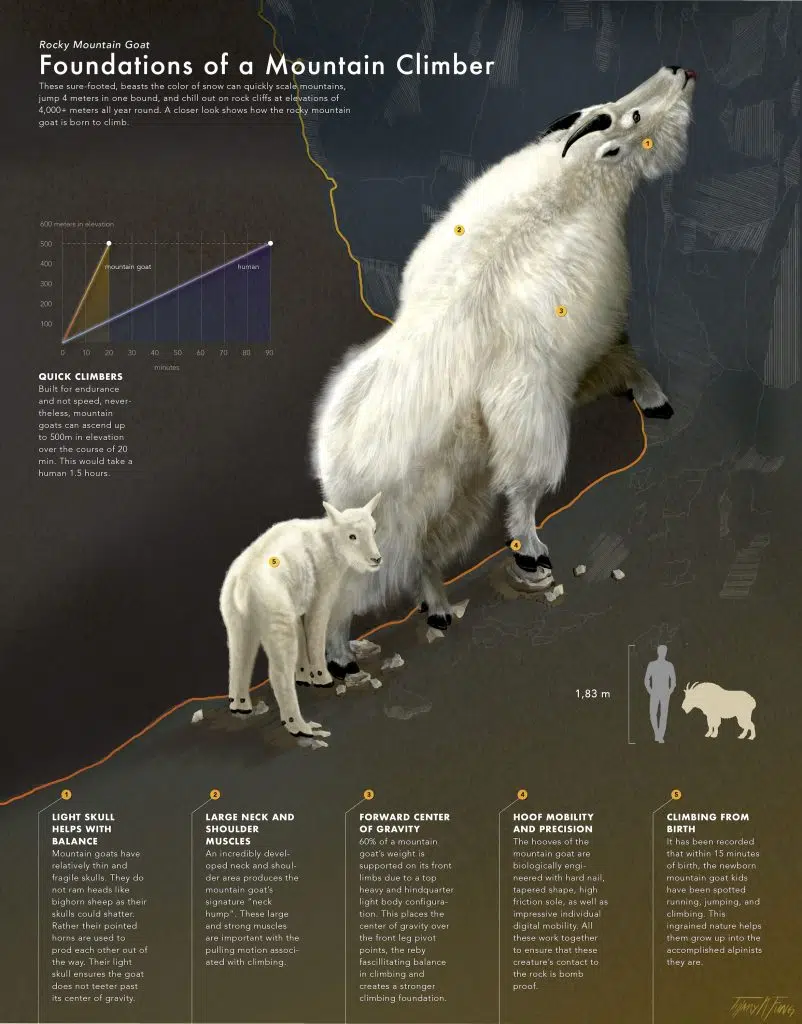 Rocky Mountain Goat
Foundations of a Mountain Climber
These sure-footed, beasts the color of snow can quickly scale mountains,
jump 4 meters in one bound, and chill out on rock cliffs at elevations of
4,000+ meters all year round. A closer look shows how the rocky mountain
goat is born to climb.
1
2
3
4
5
600 meters in elevation
500
400
300
200
100
mountain goat
human
0 10 20 30 40 50 60 70 80 90
minutes
QUICK CLIMBERS
Built for endurance
and not speed, never-
theless, mountain
goats can ascend up
to 500m in elevation
over the course of 20
min. This would take a
human 1.5 hours.
1,83 m
1
LIGHT SKULL
HELPS WITH
BALANCE
Mountain goats have
relatively thin and
fragile skulls. They do
not ram heads like
bighorn sheep as their
skulls could shatter.
Rather their pointed
horns are used to
prod each other out of
the way. Their light
skull ensures the goat
does not teeter past
its center of gravity.
2
LARGE NECK AND
SHOULDER
MUSCLES
An incredibly devel-
oped neck and shoul-
der area produces the
mountain goat's
signature "neck
hump". These large
and strong muscles
are important with the
pulling motion associ-
ated with climbing.
3
FORWARD CENTER
OF GRAVITY
60% of a mountain
goat's weight is
supported on its front
limbs due to a top
heavy and hindquarter
light body configura-
tion. This places the
center of gravity over
the front leg pivot
points, the reby
fascillitating balance
in climbing and
creates a stronger
climbing foundation.
4
HOOF MOBILITY
AND PRECISION
The hooves of the
mountain goat are
biologically engi-
neered with hard nail,
tapered shape, high
friction sole, as well as
impressive individual
digital mobility. All
these work together
to ensure that these
creature's contact to
the rock is bomb
proof.
5
CLIMBING FROM
BIRTH
It has been recorded
that within 15 minutes
of birth, the newborn
mountain goat kids
have been spotted
running, jumping, and
climbing. This
ingrained nature helps
them grow up into the
accomplished alpinists
they are.